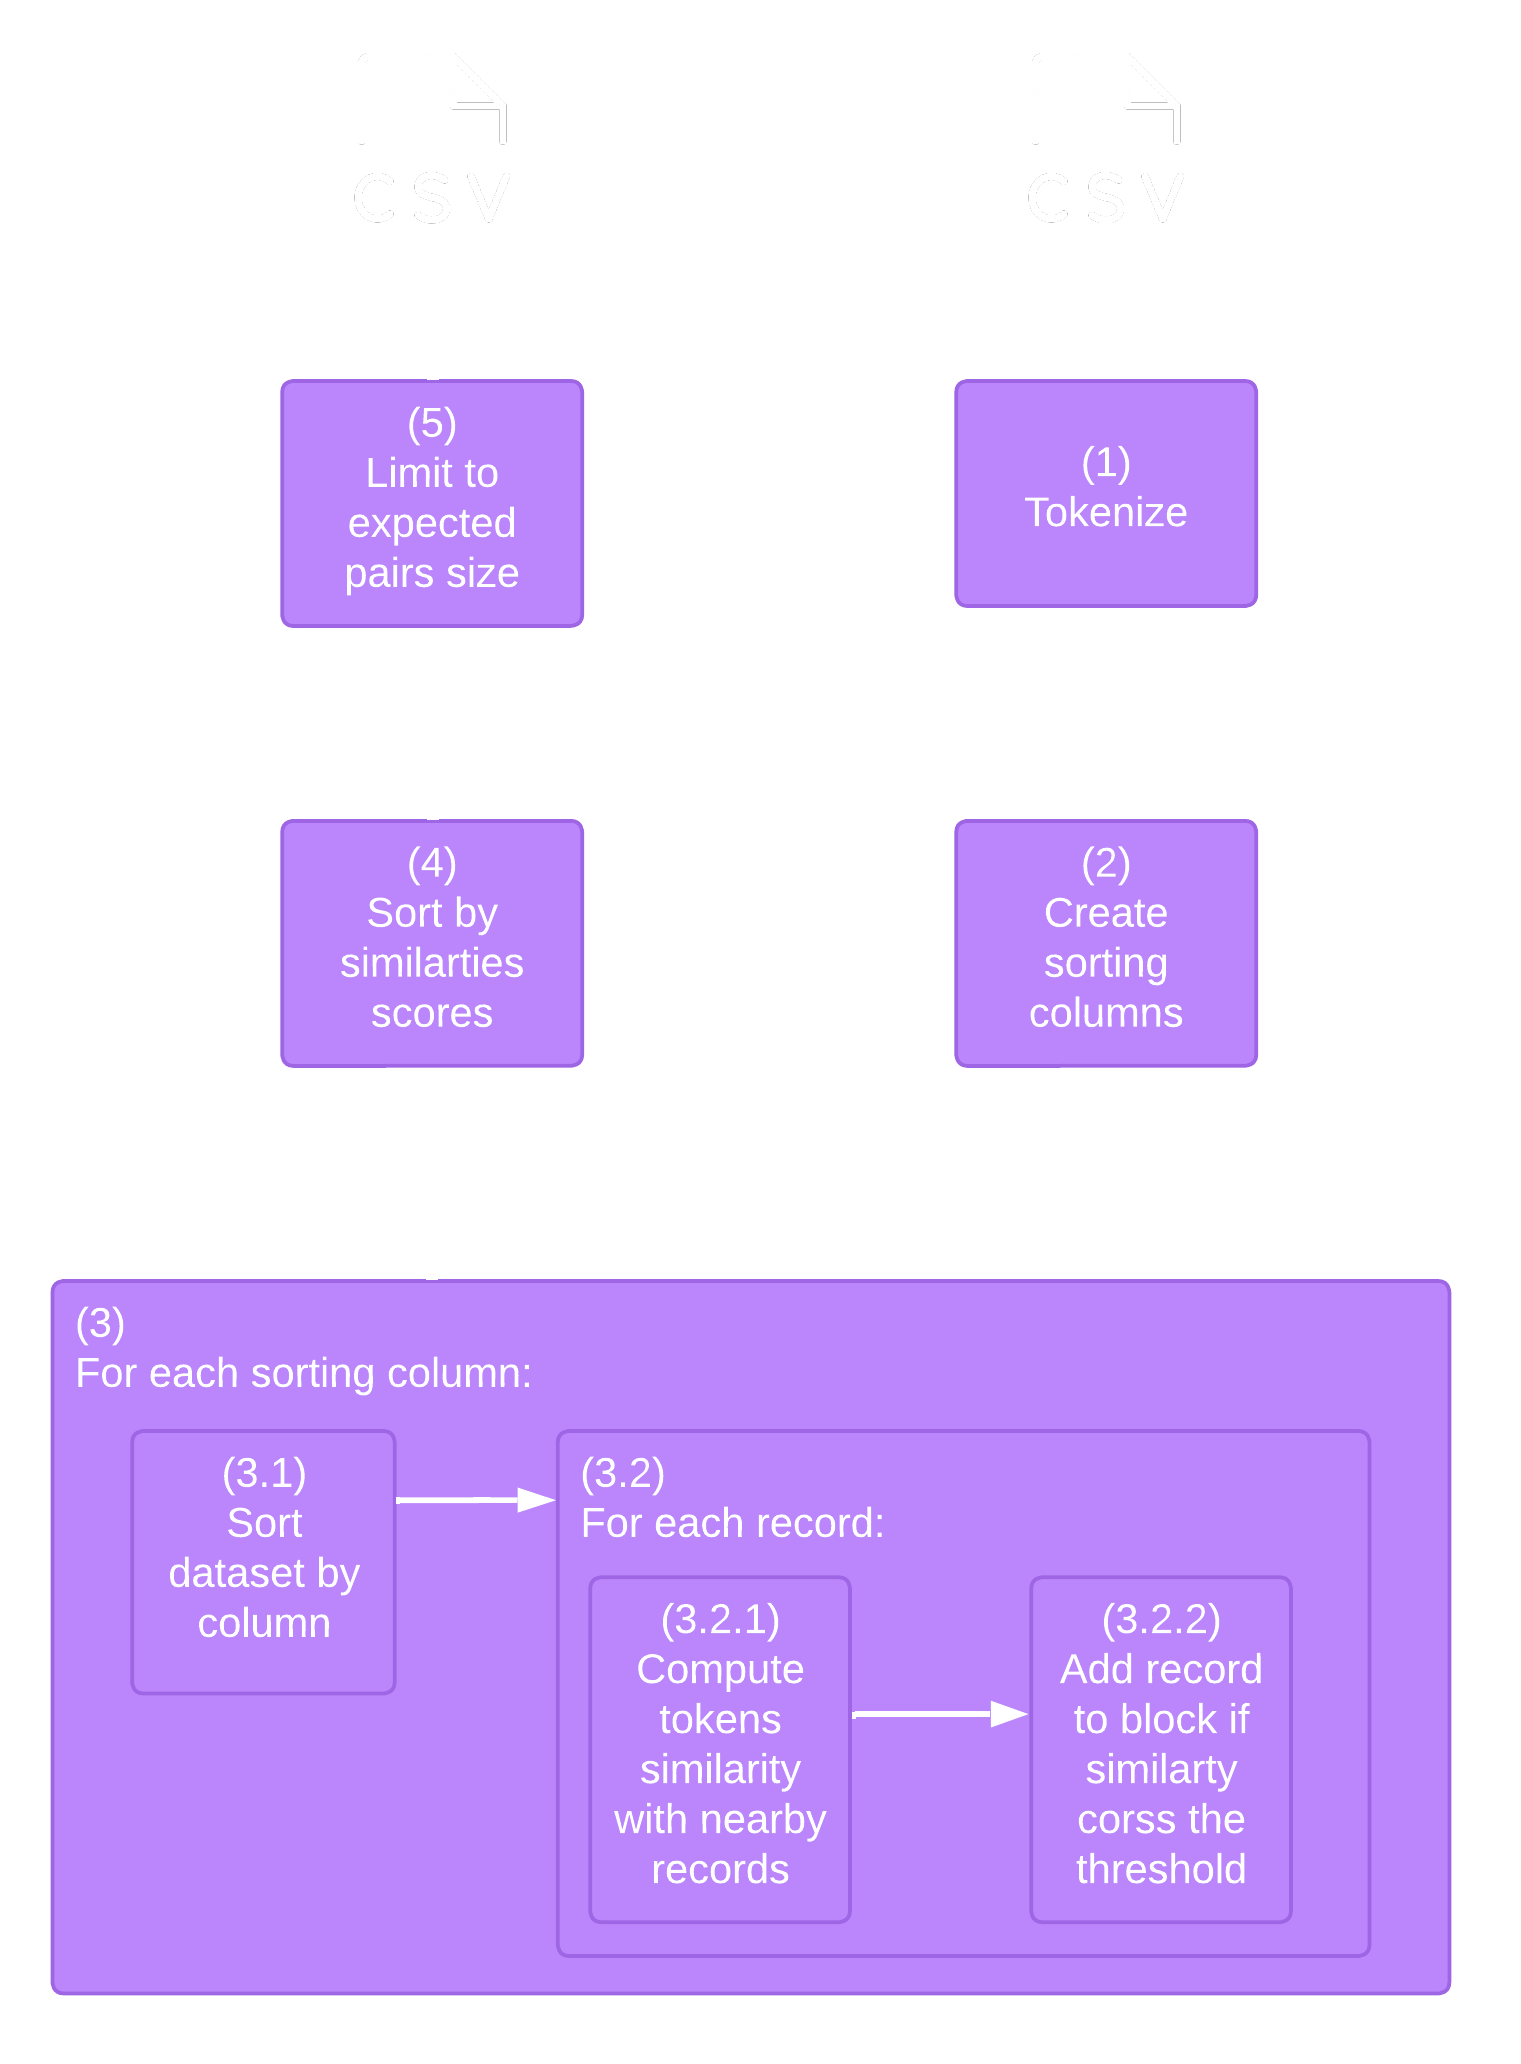 CSV
CSV
(5)
Limit to
expected
pairs size
(1)
Tokenize
(4)
Sort by
similarties
scores
(2)
Create
sorting
columns
(3)
For each sorting column:
(3.1)
Sort
dataset by
column
(3.2)
For each record:
(3.2.1)
Compute
tokens
similarity
with nearby
records
(3.2.2)
Add record
to block if
similarty
corss the
threshold